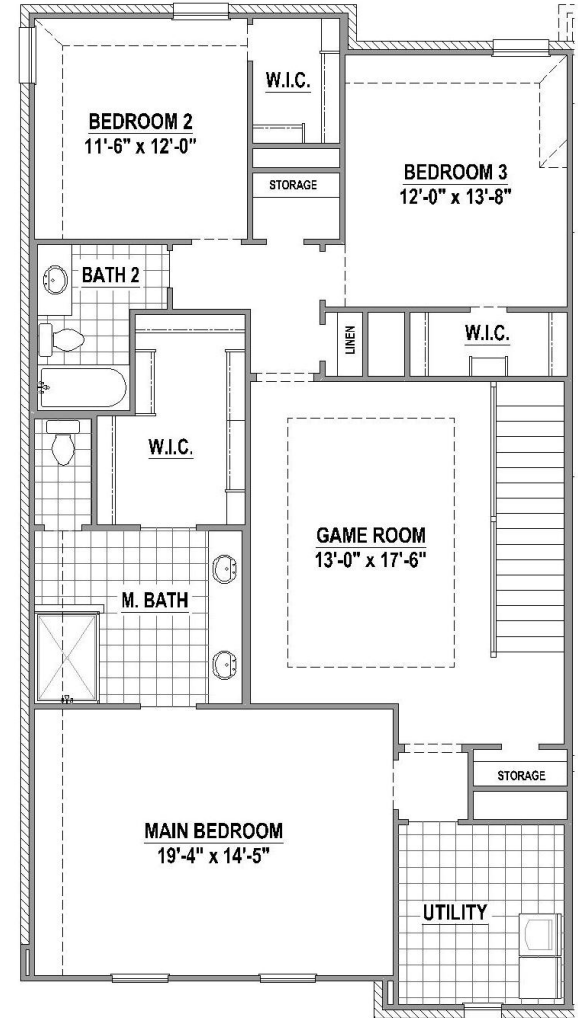 W.I.C.
BEDROOM 2
11'-6" x 12'-0"
BEDROOM 3
12'-0" x 13'-8"
STORAGE
BATH 2
LINEN
W.I.C.
W.I.C.
GAME ROOM
13'-0" x 17'-6"
M. BATH
STORAGE
MAIN BEDROOM
19'-4" x 14'-5"
UTILITY